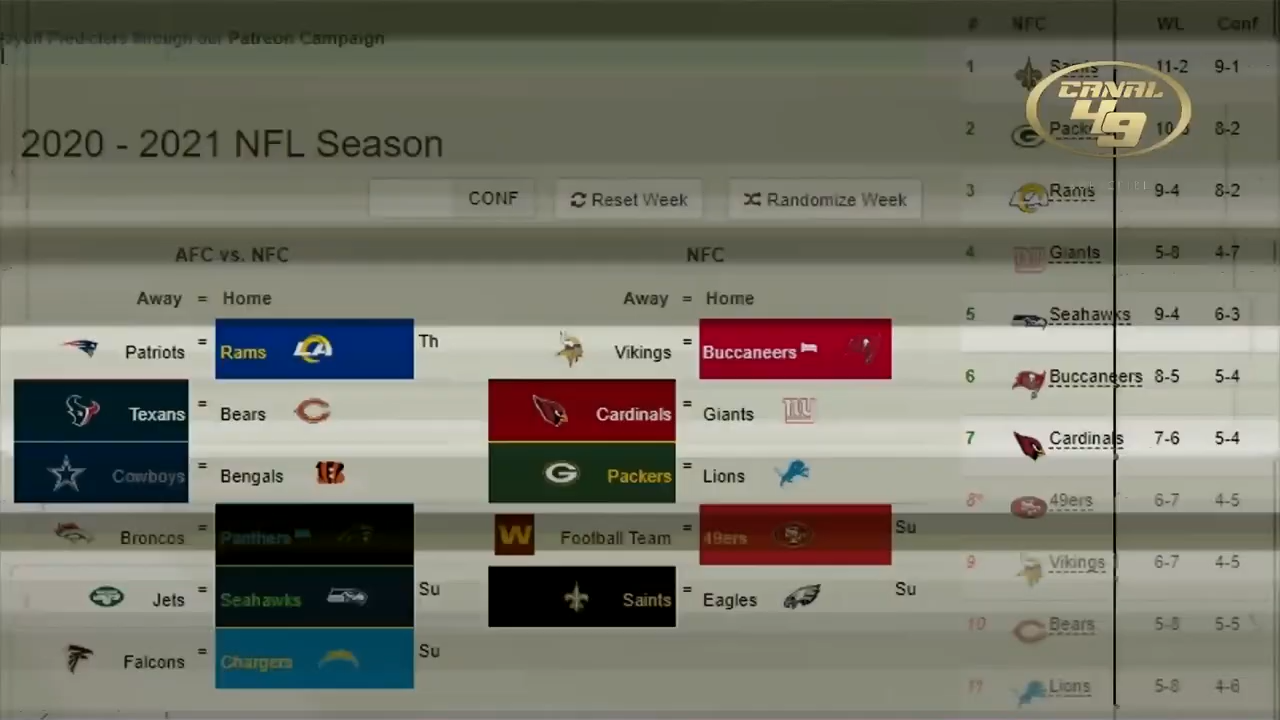 Playoff Predictors through our Patreon Campaign
2020 - 2021 NFL Season
CONF Reset Week Randomize Week
AFC vs. NFC
Away = Home
Patriots = Rams Th
Texans = Bears
Cowboys = Bengals
Broncos = Panthers
Jets = Seahawks Su
Falcons = Chargers Su
NFC
Away = Home
Vikings = Buccaneers
Cardinals = Giants
Packers = Lions
W Football Team = 49ers Su
Saints = Eagles Su
# NFC WL Conf
1 Saints 11-2 9-1
2 8-2
3 Rams 9-4 8-2
4 Giants 5-8 4-7
5 Seahawks 9-4 6-3
6 Buccaneers 8-5 5-4
7 Cardinals 7-6 5-4
8 49ers 6-7 4-5
9 Vikings 6-7 4-5
10 Bears 5-8 5-5
11 Lions 5-8 4-6
CANAL
49